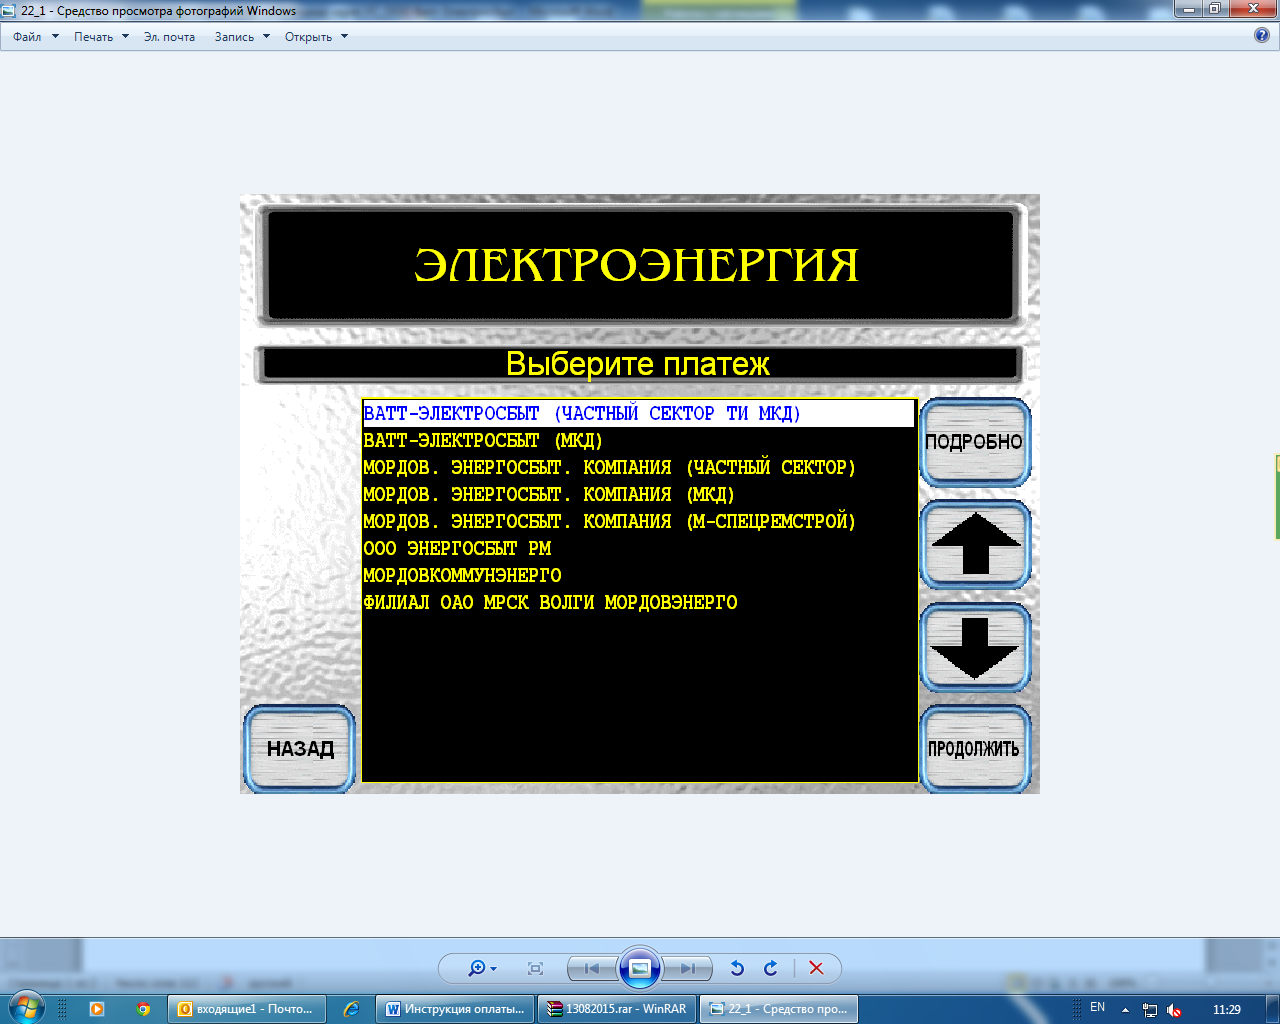 22_1 - Средство просмотра фотографий Windows
Файл Печать Эл. почта Запись Открыть
ЭЛЕКТРОЭНЕРГИЯ
Выберите платеж
ВАТТ-ЭЛЕКТРОСБЫТ (ЧАСТНЫЙ СЕКТОР ТИ МКД)
ВАТТ-ЭЛЕКТРОСБЫТ (МКД)
МОРДОВ. ЭНЕРГОСБЫТ. КОМПАНИЯ (ЧАСТНЫЙ СЕКТОР)
МОРДОВ. ЭНЕРГОСБЫТ. КОМПАНИЯ (МКД)
МОРДОВ. ЭНЕРГОСБЫТ. КОМПАНИЯ (М-СПЕЦРЕМСТРОЙ)
ООО ЭНЕРГОСБЫТ РМ
МОРДОВКОММУНЭНЕРГО
ФИЛИАЛ ОАО МРСК ВОЛГИ МОРДОВЭНЕРГО
ПОДРОБНО
НАЗАД
ПРОДОЛЖИТЬ
входящие1 - Почто... Инструкция оплаты... 13082015.rar - WinRAR 22_1 - Средство про... EN 11:29